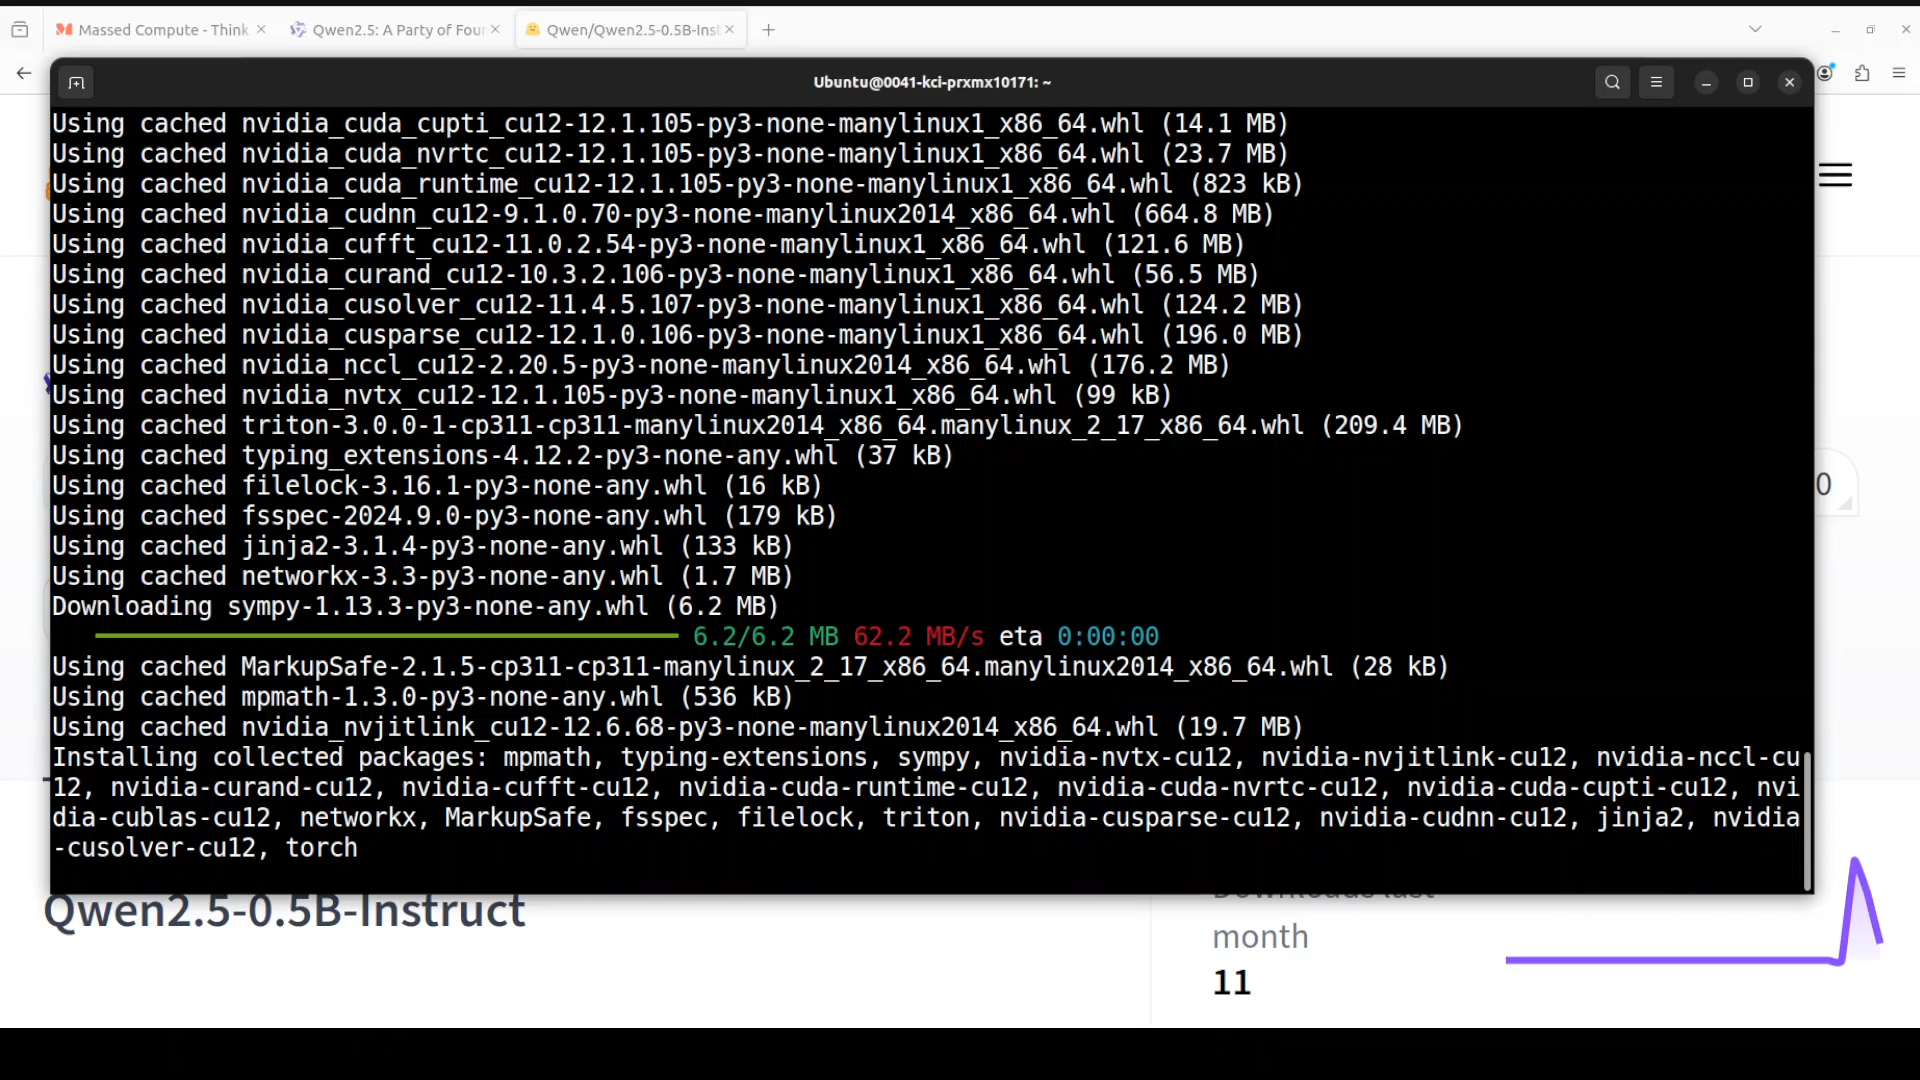 Massed Compute - Think
Qwen2.5: A Party of Four
Qwen/Qwen2.5-0.5B-Inst
Ubuntu@0041-kci-prxmx10171: ~
Using cached nvidia_cuda_cupti_cu12-12.1.105-py3-none-manylinux1_x86_64.whl (14.1 MB)
Using cached nvidia_cuda_nvrtc_cu12-12.1.105-py3-none-manylinux1_x86_64.whl (23.7 MB)
Using cached nvidia_cuda_runtime_cu12-12.1.105-py3-none-manylinux1_x86_64.whl (823 kB)
Using cached nvidia_cudnn_cu12-9.1.0.70-py3-none-manylinux2014_x86_64.whl (664.8 MB)
Using cached nvidia_cufft_cu12-11.0.2.54-py3-none-manylinux1_x86_64.whl (121.6 MB)
Using cached nvidia_curand_cu12-10.3.2.106-py3-none-manylinux1_x86_64.whl (56.5 MB)
Using cached nvidia_cusolver_cu12-11.4.5.107-py3-none-manylinux1_x86_64.whl (124.2 MB)
Using cached nvidia_cusparse_cu12-12.1.0.106-py3-none-manylinux1_x86_64.whl (196.0 MB)
Using cached nvidia_nccl_cu12-2.20.5-py3-none-manylinux2014_x86_64.whl (176.2 MB)
Using cached nvidia_nvtx_cu12-12.1.105-py3-none-manylinux1_x86_64.whl (99 kB)
Using cached triton-3.0.0-1-cp311-cp311-manylinux2014_x86_64.manylinux_2_17_x86_64.whl (209.4 MB)
Using cached typing_extensions-4.12.2-py3-none-any.whl (37 kB)
Using cached filelock-3.16.1-py3-none-any.whl (16 kB)
Using cached fsspec-2024.9.0-py3-none-any.whl (179 kB)
Using cached jinja2-3.1.4-py3-none-any.whl (133 kB)
Using cached networkx-3.3-py3-none-any.whl (1.7 MB)
Downloading sympy-1.13.3-py3-none-any.whl (6.2 MB)
6.2/6.2 MB 62.2 MB/s eta 0:00:00
Using cached MarkupSafe-2.1.5-cp311-cp311-manylinux_2_17_x86_64.manylinux2014_x86_64.whl (28 kB)
Using cached mpmath-1.3.0-py3-none-any.whl (536 kB)
Using cached nvidia_nvjitlink_cu12-12.6.68-py3-none-manylinux2014_x86_64.whl (19.7 MB)
Installing collected packages: mpmath, typing-extensions, sympy, nvidia-nvtx-cu12, nvidia-nvjitlink-cu12, nvidia-nccl-cu
12, nvidia-curand-cu12, nvidia-cufft-cu12, nvidia-cuda-runtime-cu12, nvidia-cuda-nvrtc-cu12, nvidia-cuda-cupti-cu12, nvi
dia-cublas-cu12, networkx, MarkupSafe, fsspec, filelock, triton, nvidia-cusparse-cu12, nvidia-cudnn-cu12, jinja2, nvidia
-cusolver-cu12, torch
0
Qwen2.5-0.5B-Instruct
Downloads last
month
11